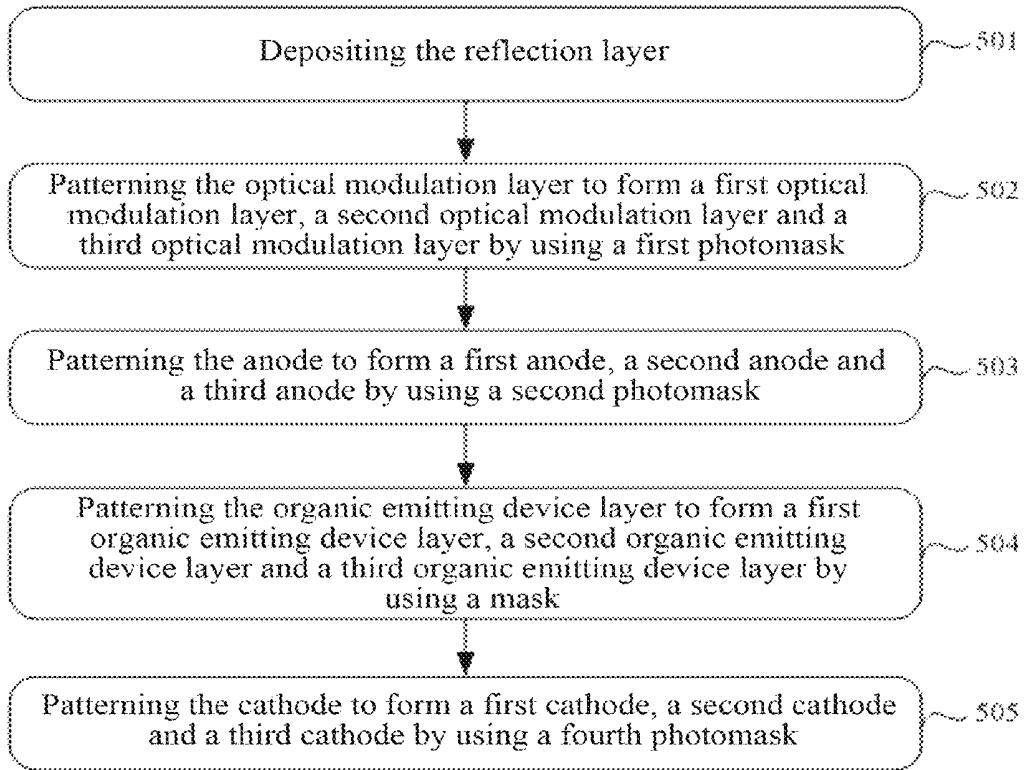 Depositing the reflection layer
501
Patterning the optical modulation layer to form a first optical
modulation layer, a second optical modulation layer and a
third optical modulation layer by using a first photomask
502
Patterning the anode to form a first anode, a second anode and
a third anode by using a second photomask
503
Patterning the organic emitting device layer to form a first
organic emitting device layer, a second organic emitting
device layer and a third organic emitting device layer by
using a mask
504
Patterning the cathode to form a first cathode, a second cathode
and a third cathode by using a fourth photomask
505